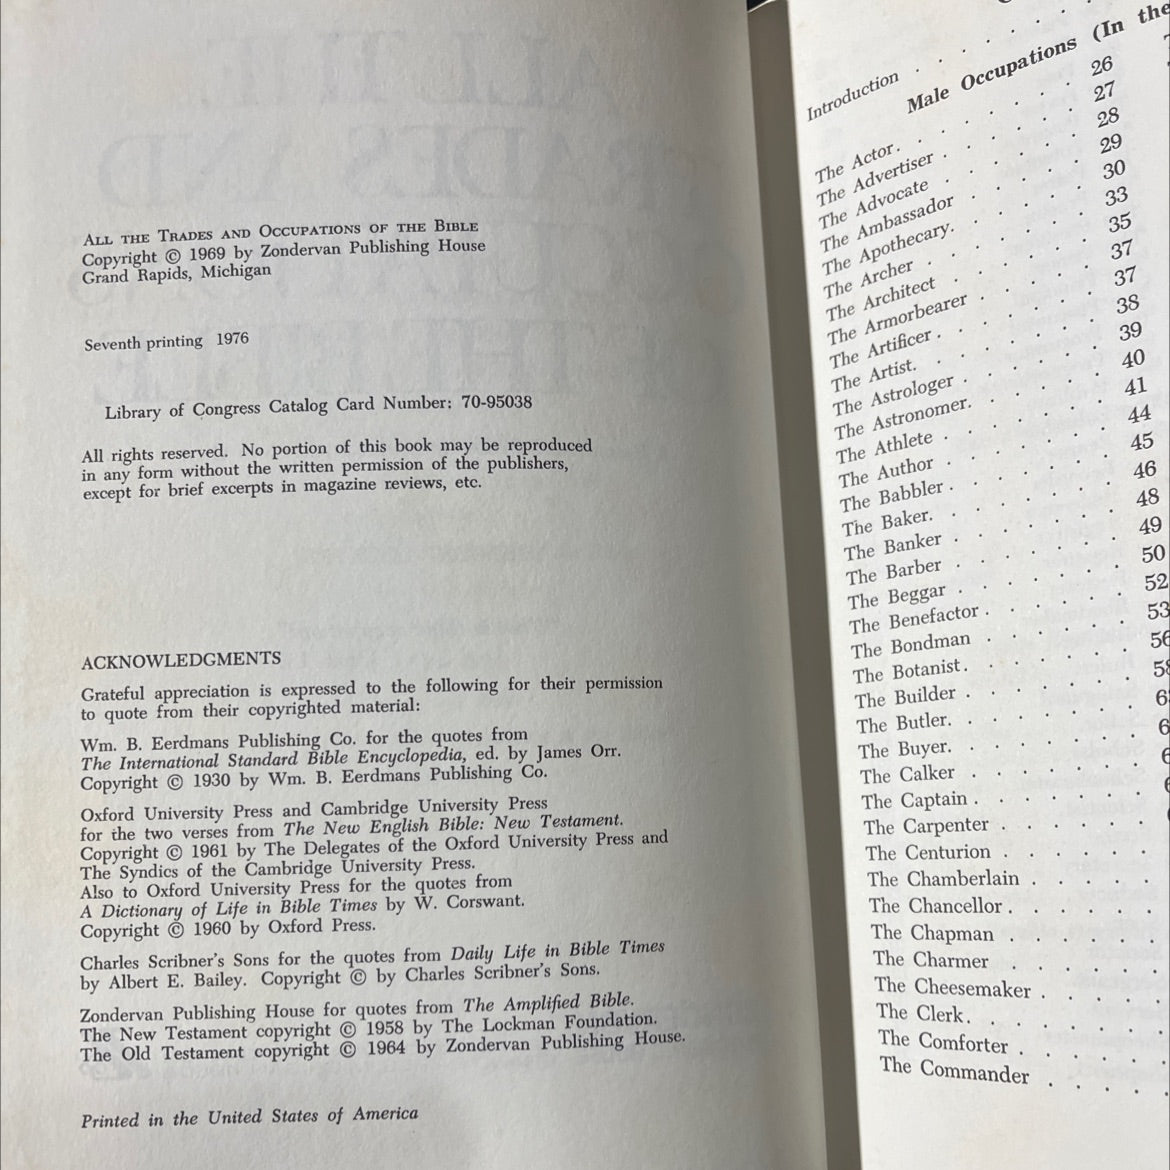 ALL THE TRADES AND OCCUPATIONS OF THE BIBLE
Copyright © 1969 by Zondervan Publishing House
Grand Rapids, Michigan
Seventh printing 1976
Library of Congress Catalog Card Number: 70-95038
All rights reserved. No portion of this book may be reproduced
in any form without the written permission of the publishers,
except for brief excerpts in magazine reviews, etc.
ACKNOWLEDGMENTS
Grateful appreciation is expressed to the following for their permission
to quote from their copyrighted material:
Wm. B. Eerdmans Publishing Co. for the quotes from
The International Standard Bible Encyclopedia, ed. by James Orr.
Copyright © 1930 by Wm. B. Eerdmans Publishing Co.
Oxford University Press and Cambridge University Press
for the two verses from The New English Bible: New Testament.
Copyright © 1961 by The Delegates of the Oxford University Press and
The Syndics of the Cambridge University Press.
Also to Oxford University Press for the quotes from
A Dictionary of Life in Bible Times by W. Corswant.
Copyright © 1960 by Oxford Press.
Charles Scribner's Sons for the quotes from Daily Life in Bible Times
by Albert E. Bailey. Copyright © by Charles Scribner's Sons.
Zondervan Publishing House for quotes from The Amplified Bible.
The New Testament copyright © 1958 by The Lockman Foundation.
The Old Testament copyright © 1964 by Zondervan Publishing House.
Printed in the United States of America
Introduction
Male Occupations (In the
The Actor 26
The Advertiser 27
The Advocate 28
The Ambassador 29
The Apothecary 30
The Archer 33
The Architect 35
The Armorbearer 37
The Artificer 37
The Artist 38
The Astrologer 39
The Astronomer 40
The Athlete 41
The Author 44
The Babbler 45
The Baker 46
The Banker 48
The Barber 49
The Beggar 50
The Benefactor 52
The Bondman 53
The Botanist 56
The Builder
The Butler
The Buyer
The Calker
The Captain
The Carpenter
The Centurion
The Chamberlain
The Chancellor
The Chapman
The Charmer
The Cheesemaker
The Clerk
The Comforter
The Commander